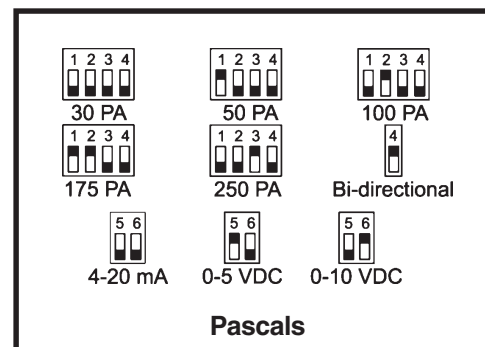 1 2 3 4 1 2 3 4 1 2 3 4
30 PA 50 PA 100 PA
1 2 3 4 1 2 3 4 4
175 PA 250 PA Bi-directional
5 6 5 6 5 6
4-20 mA 0-5 VDC 0-10 VDC
Pascals